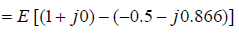 = E [(1 + j0) – (–0.5 – j0.866)]